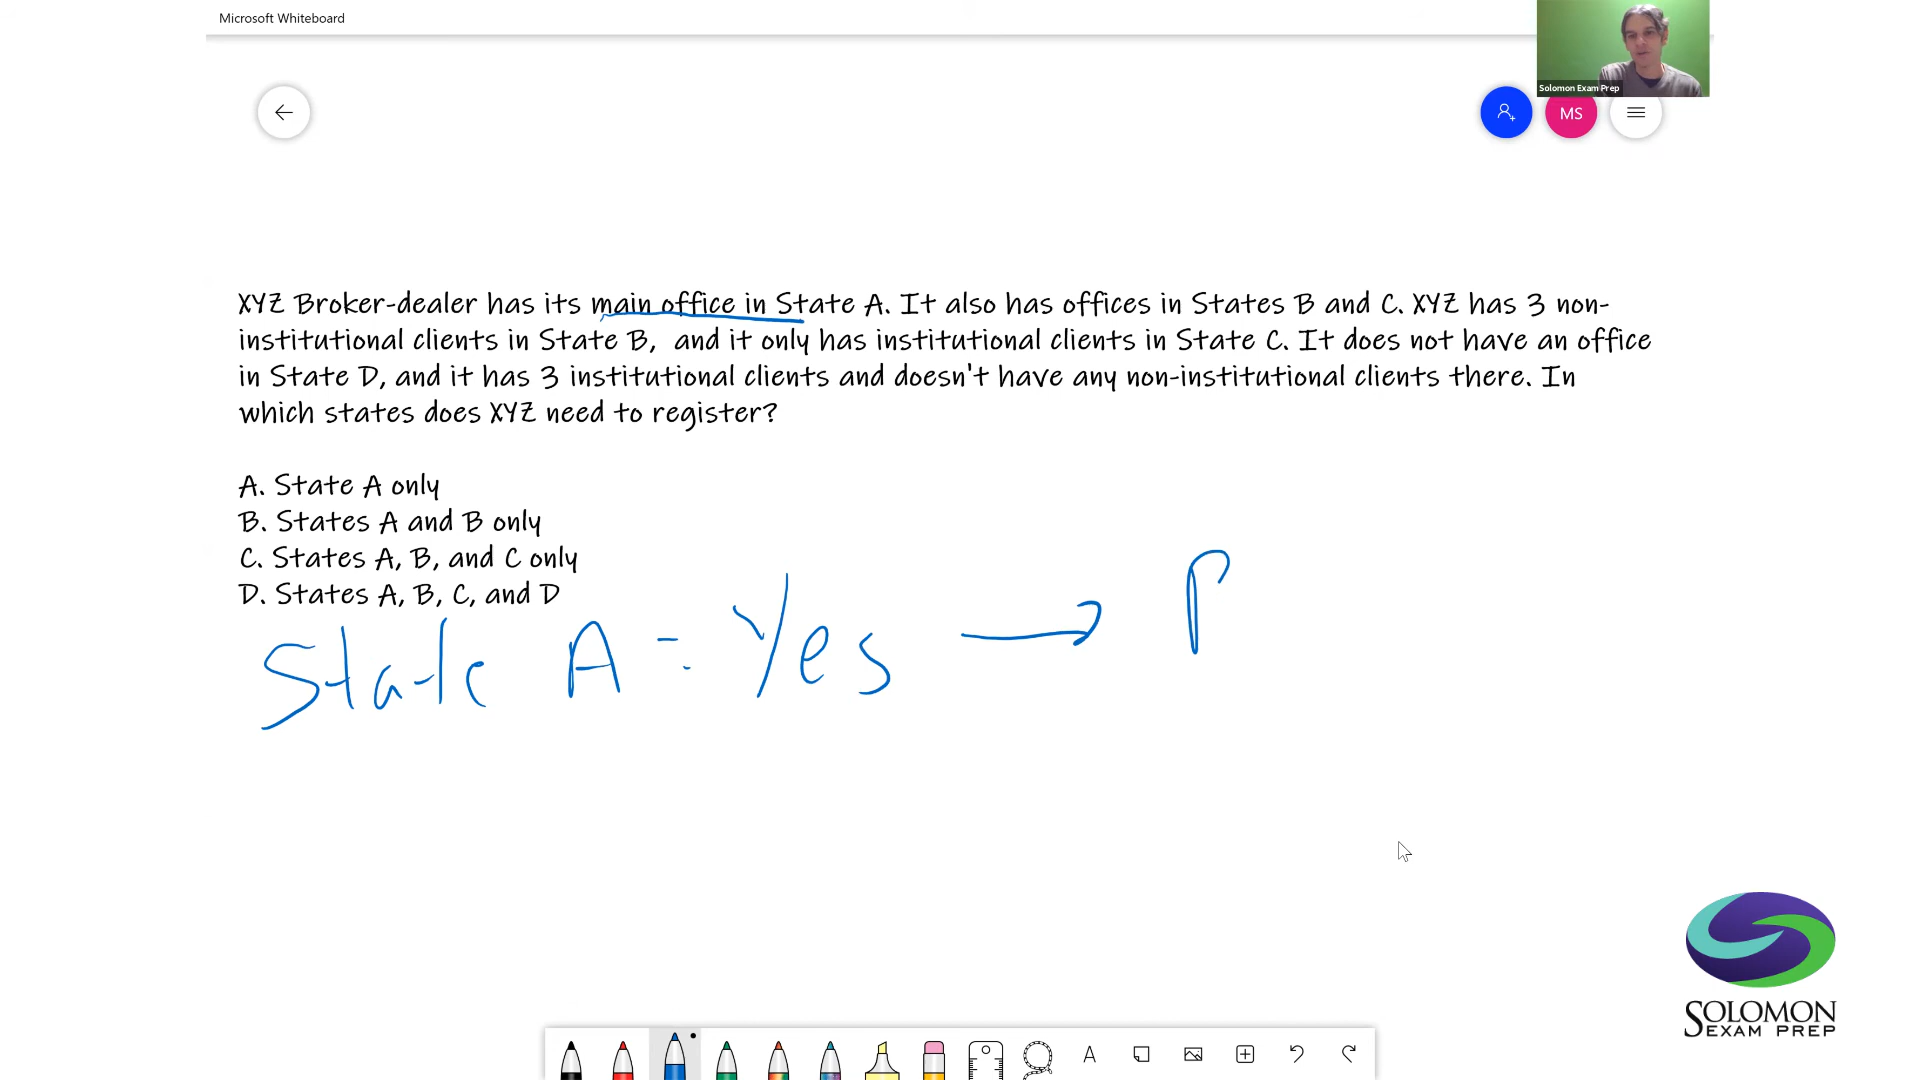 Microsoft Whiteboard
Solomon Exam Prep
MS
XYZ Broker-dealer has its main office in State A. It also has offices in States B and C. XYZ has 3 non-
institutional clients in State B, and it only has institutional clients in State C. It does not have an office
in State D, and it has 3 institutional clients and doesn't have any non-institutional clients there. In
which states does XYZ need to register?
A. State A only
B. States A and B only
C. States A, B, and C only
D. States A, B, C, and D
State A = Yes → P
SOLOMON
EXAM PREP
A